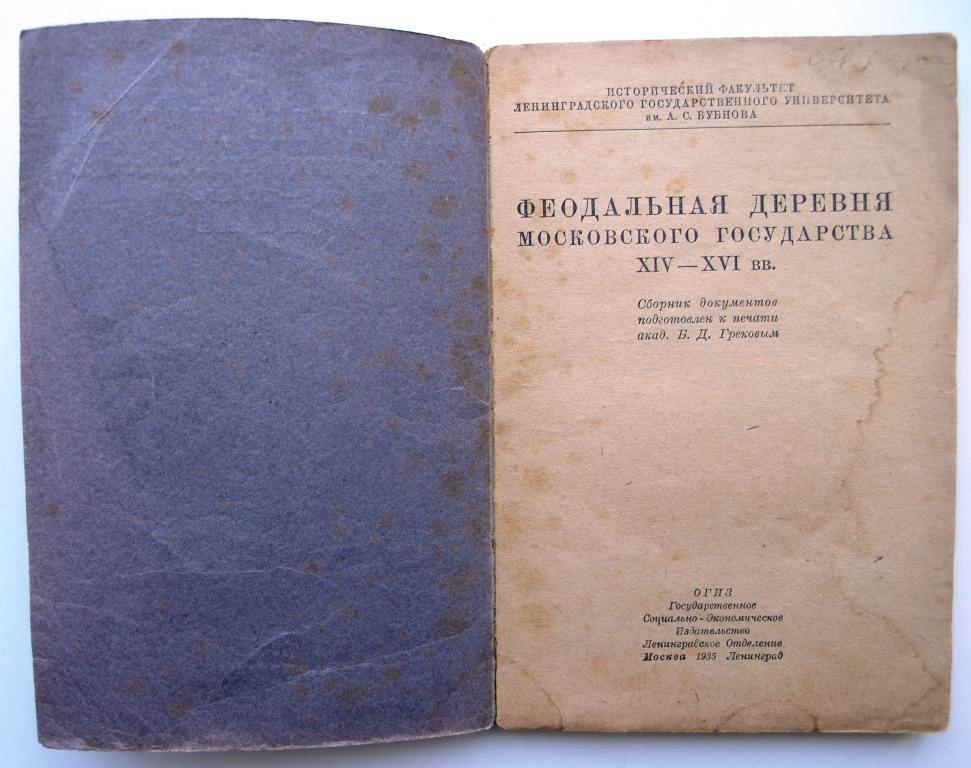 ИСТОРИЧЕСКИЙ ФАКУЛЬТЕТ
ЛЕНИНГРАДСКОГО ГОСУДАРСТВЕННОГО УНИВЕРСИТЕТА
им. А. С. БУБНОВА
ФЕОДАЛЬНАЯ ДЕРЕВНЯ
МОСКОВСКОГО ГОСУДАРСТВА
XIV — XVI вв.
Сборник документов
подготовлен к печати
акад. Б. Д. Грековым
ОГИЗ
Государственное
Социально-Экономическое
Издательство
Ленинградское Отделение
Москва 1935 Ленинград